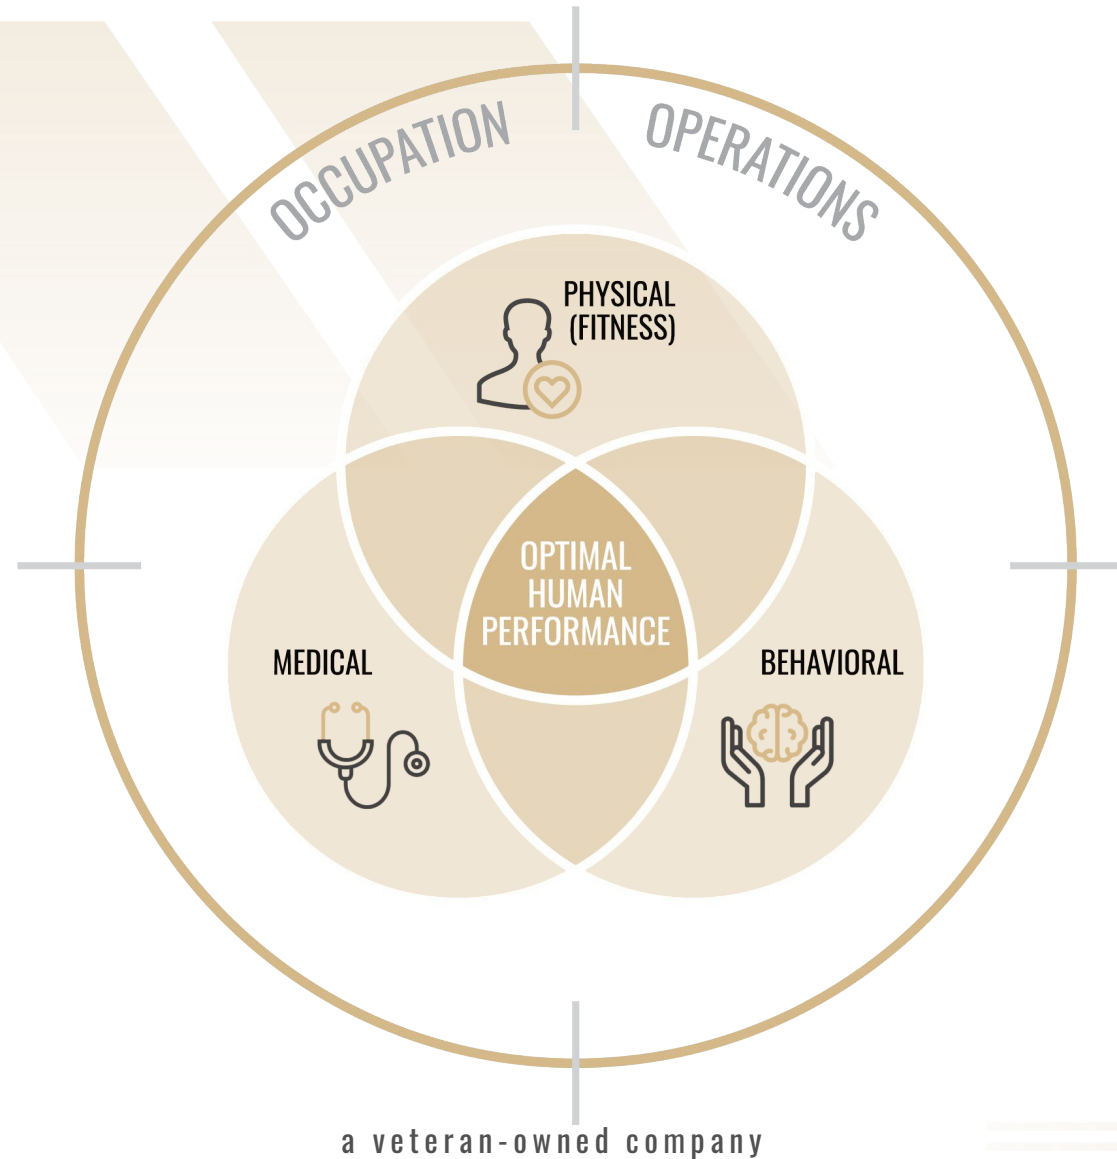 OCCUPATION
OPERATIONS
PHYSICAL
(FITNESS)
OPTIMAL
HUMAN
PERFORMANCE
MEDICAL
BEHAVIORAL
a veteran-owned company